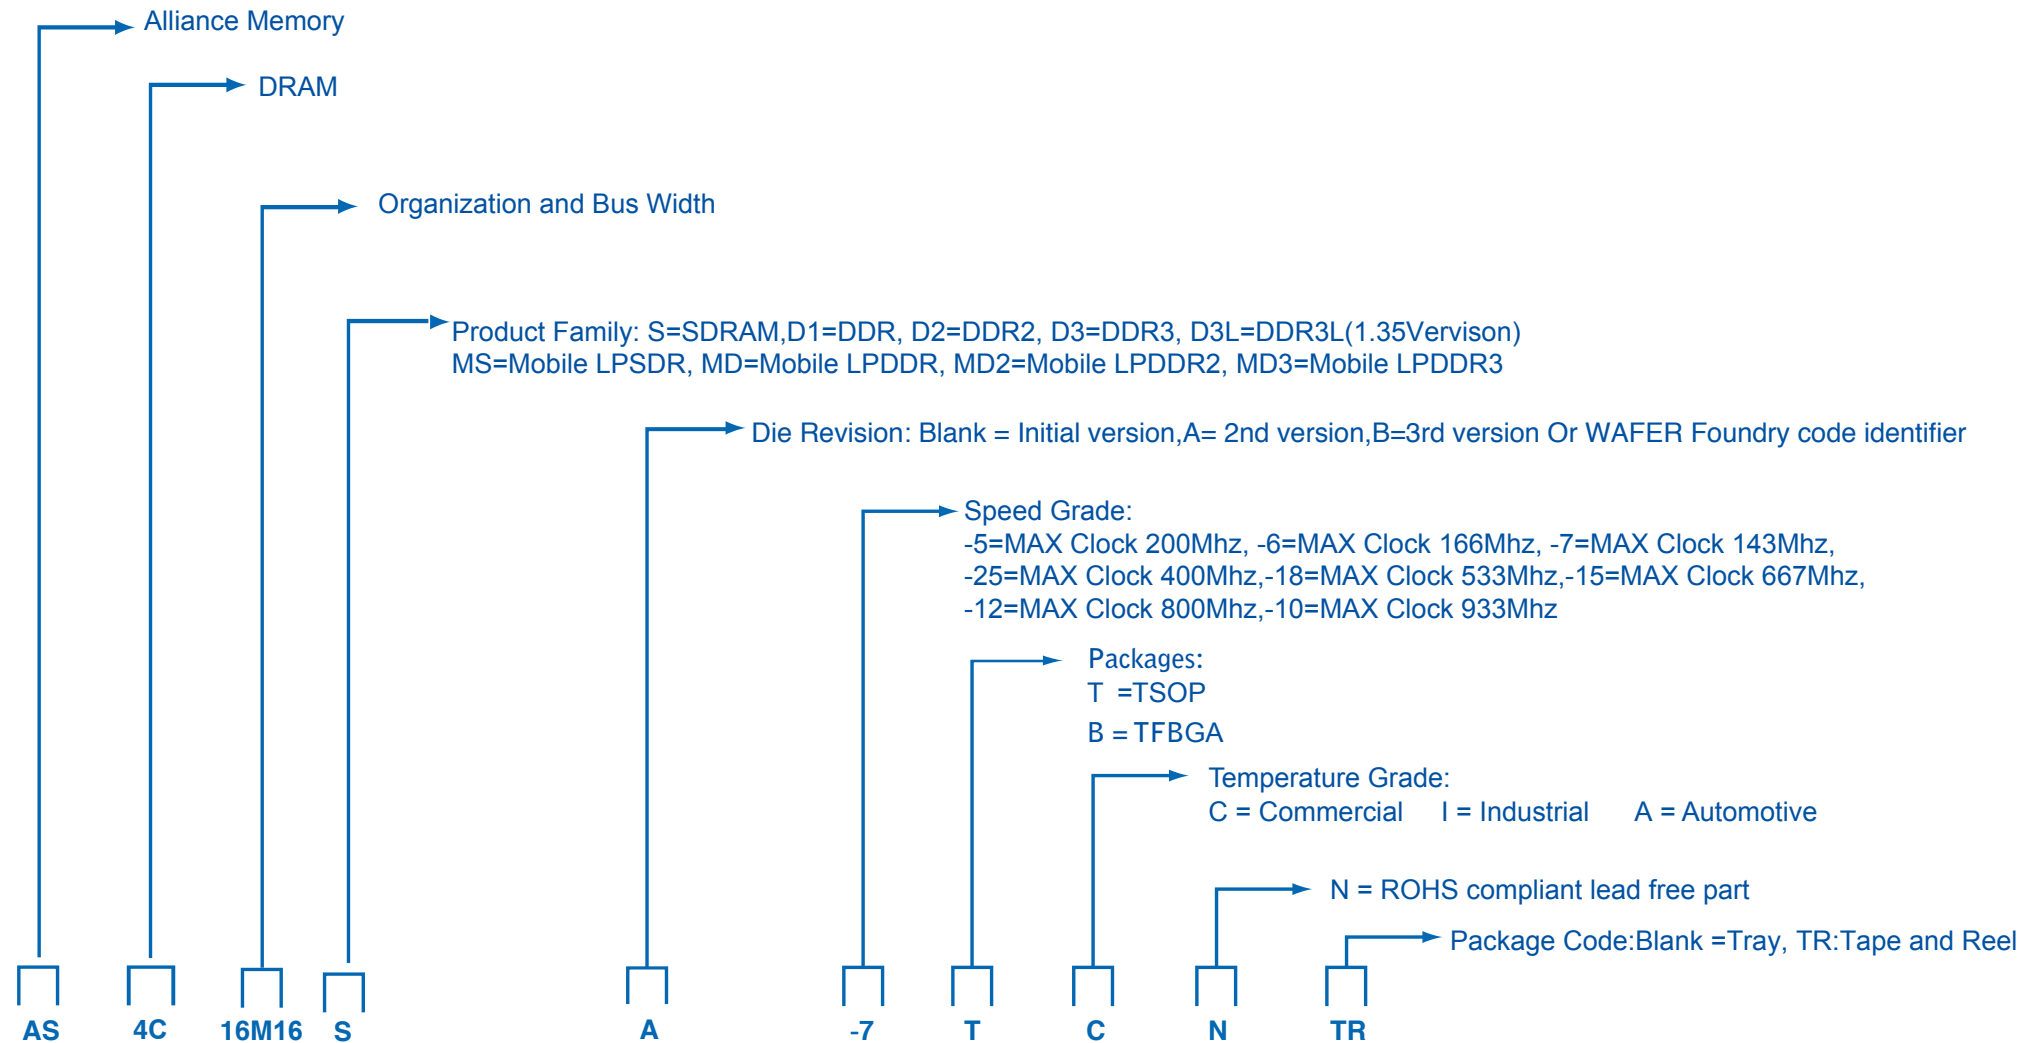 Alliance Memory
DRAM
Organization and Bus Width
Product Family: S=SDRAM,D1=DDR, D2=DDR2, D3=DDR3, D3L=DDR3L(1.35Vervison)
MS=Mobile LPSDR, MD=Mobile LPDDR, MD2=Mobile LPDDR2, MD3=Mobile LPDDR3
Die Revision: Blank = Initial version,A= 2nd version,B=3rd version Or WAFER Foundry code identifier
Speed Grade:
-5=MAX Clock 200Mhz, -6=MAX Clock 166Mhz, -7=MAX Clock 143Mhz,
-25=MAX Clock 400Mhz,-18=MAX Clock 533Mhz,-15=MAX Clock 667Mhz,
-12=MAX Clock 800Mhz,-10=MAX Clock 933Mhz
Packages:
T =TSOP
B = TFBGA
Temperature Grade:
C = Commercial I = Industrial A = Automotive
N = ROHS compliant lead free part
Package Code:Blank =Tray, TR:Tape and Reel
AS 4C 16M16 S A -7 T C N TR